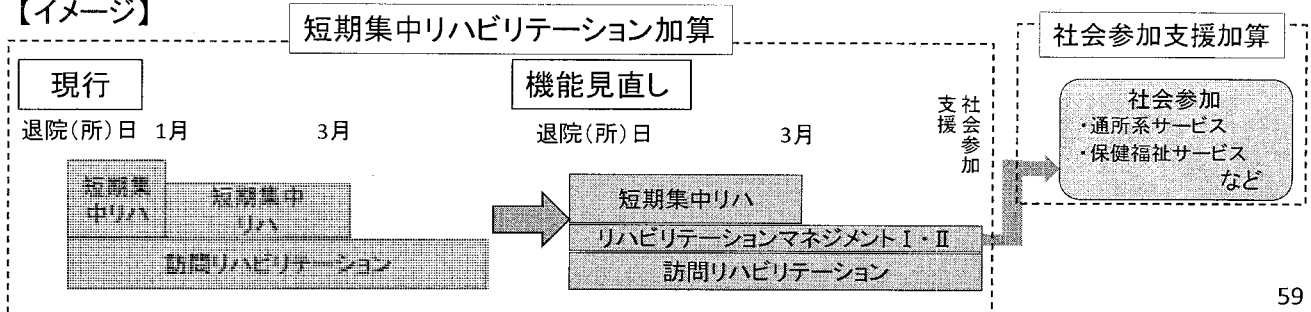 【イメージ】
短期集中リハビリテーション加算
現行
退院(所)日 1月 3月
短期集
中リハ
短期集中
リハ
訪問リハビリテーション
機能見直し
退院(所)日 3月
短期集中リハ
リハビリテーションマネジメントⅠ・Ⅱ
訪問リハビリテーション
社会参加
支援
社会参加支援加算
社会参加
・通所系サービス
・保健福祉サービス
など
59